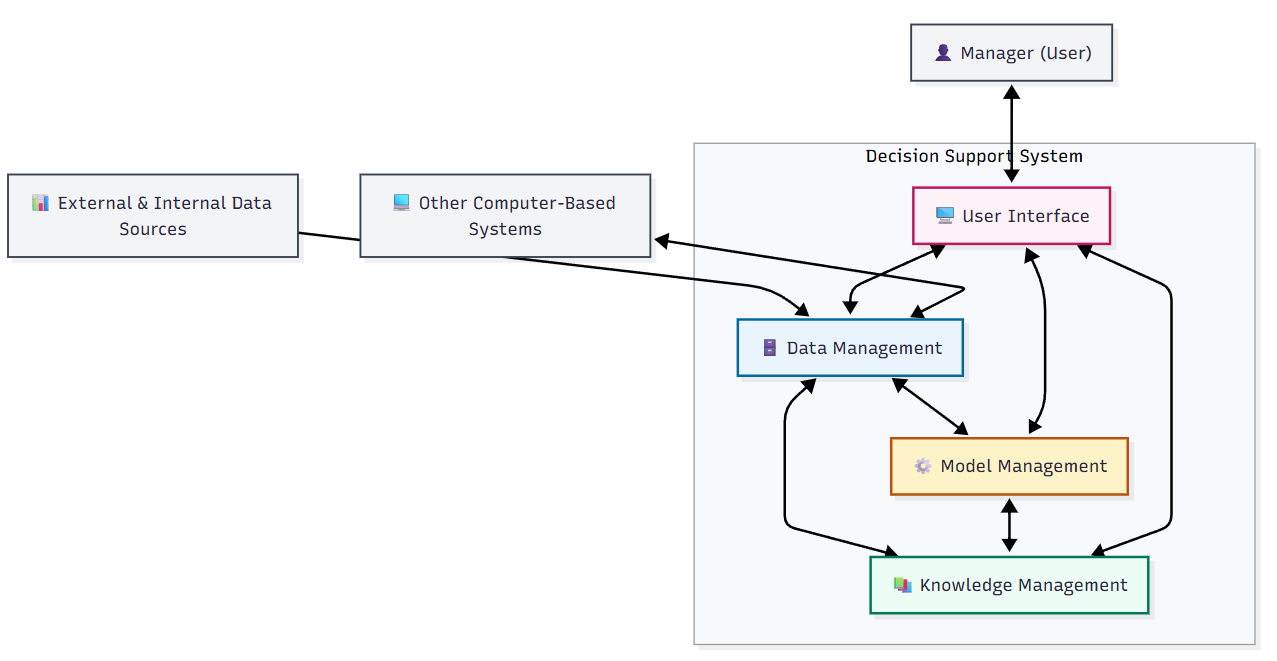 Manager (User)
Decision Support System
External & Internal Data
Sources
Other Computer-Based
Systems
User Interface
Data Management
Model Management
Knowledge Management